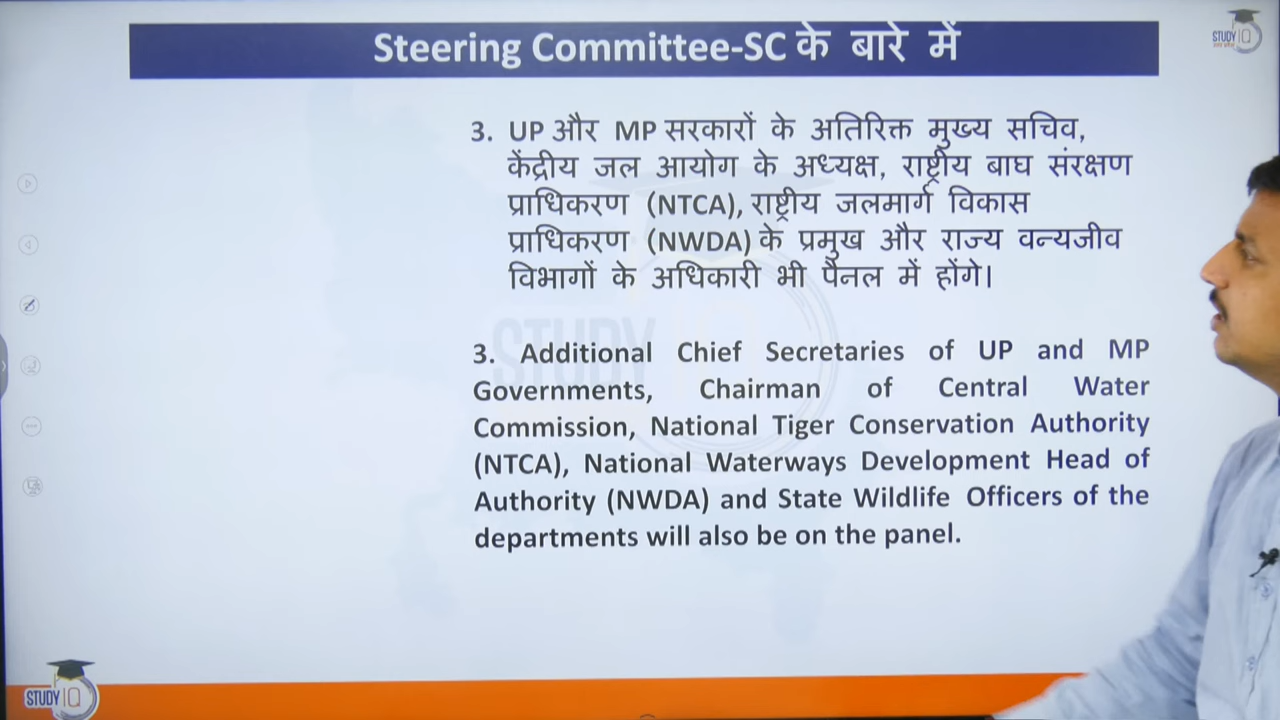 Steering Committee-SC के बारे में
STUDY IQ
3. UP और MP सरकारों के अतिरिक्त मुख्य सचिव,
केंद्रीय जल आयोग के अध्यक्ष, राष्ट्रीय बाघ संरक्षण
प्राधिकरण (NTCA), राष्ट्रीय जलमार्ग विकास
प्राधिकरण (NWDA) के प्रमुख और राज्य वन्यजीव
विभागों के अधिकारी भी पैनल में होंगे।
STUDY IQ
3. Additional Chief Secretaries of UP and MP
Governments, Chairman of Central Water
Commission, National Tiger Conservation Authority
(NTCA), National Waterways Development Head of
Authority (NWDA) and State Wildlife Officers of the
departments will also be on the panel.
STUDY IQ